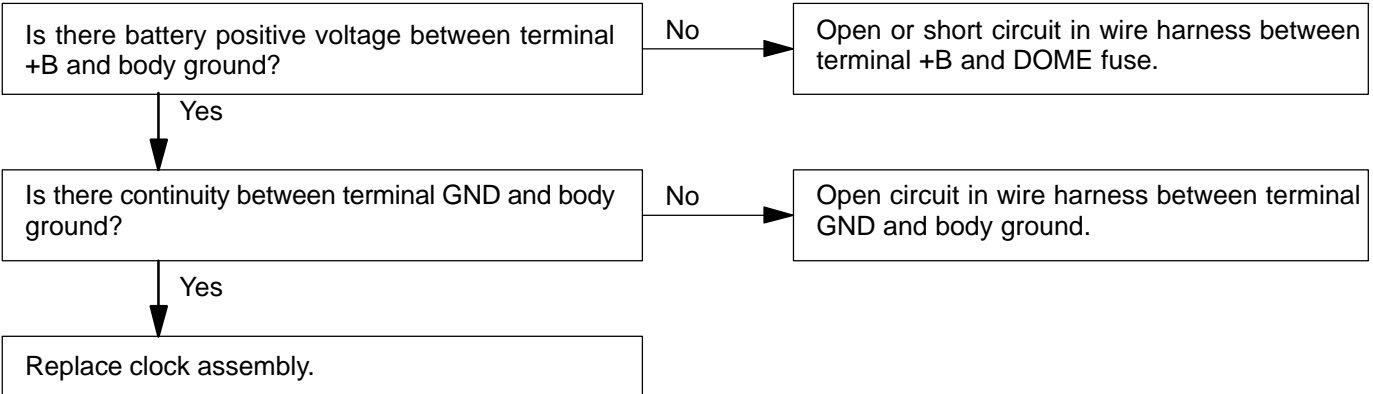 Is there battery positive voltage between terminal
+B and body ground?
No
Open or short circuit in wire harness between
terminal +B and DOME fuse.
Yes
Is there continuity between terminal GND and body
ground?
No
Open circuit in wire harness between terminal
GND and body ground.
Yes
Replace clock assembly.